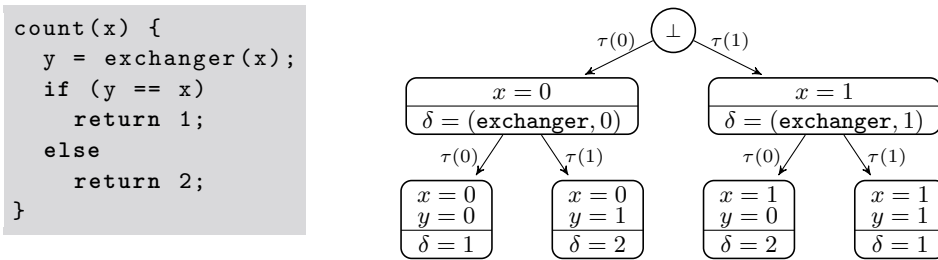 count(x) {
  y = exchanger(x);
  if (y == x)
    return 1;
  else
    return 2;
}
⊥
τ(0) τ(1)
x = 0 x = 1
δ = (exchanger, 0) δ = (exchanger, 1)
τ(0) τ(1) τ(0) τ(1)
x = 0 x = 0 x = 1 x = 1
y = 0 y = 1 y = 0 y = 1
δ = 1 δ = 2 δ = 2 δ = 1